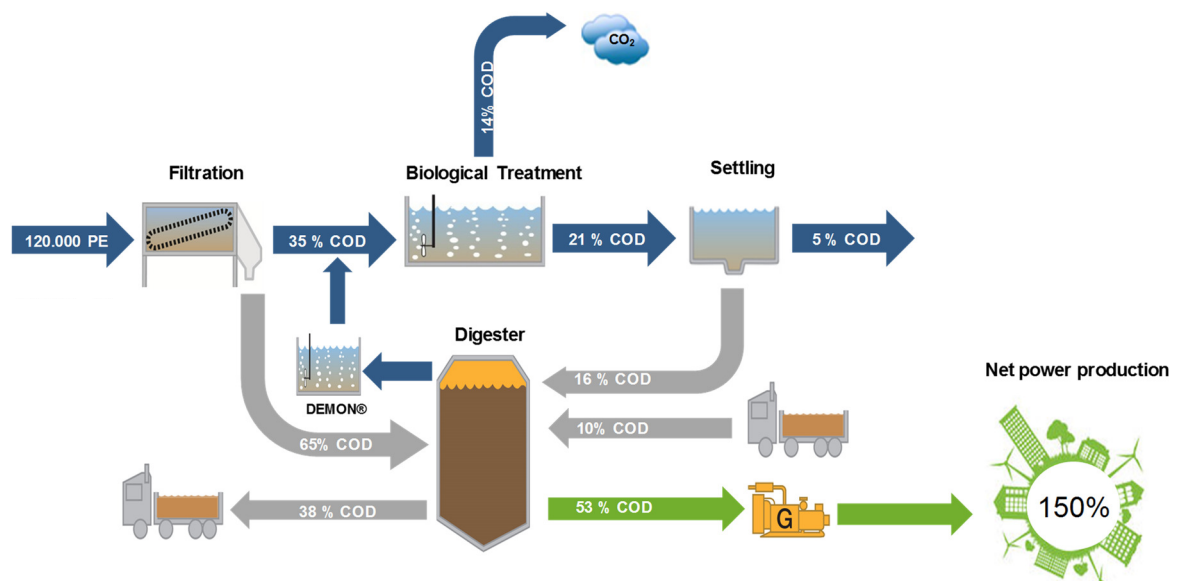 14% COD
CO₂
Filtration
Biological Treatment
Settling
120.000 PE
35 % COD
21 % COD
5 % COD
Digester
DEMON®
16 % COD
Net power production
10% COD
65% COD
38 % COD
53 % COD
G
150%